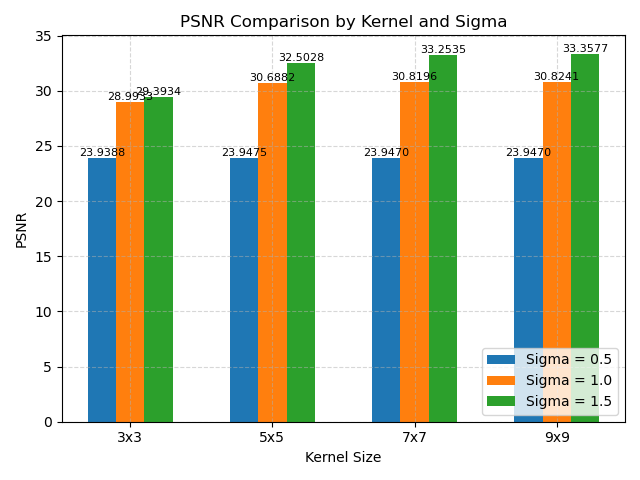 PSNR Comparison by Kernel and Sigma
35
30
25
20
15
10
5
0
PSNR
23.9388
28.9933
29.3934
23.9475
30.6882
32.5028
23.9470
30.8196
33.2535
23.9470
30.8241
33.3577
Sigma = 0.5
Sigma = 1.0
Sigma = 1.5
3x3 5x5 7x7 9x9
Kernel Size